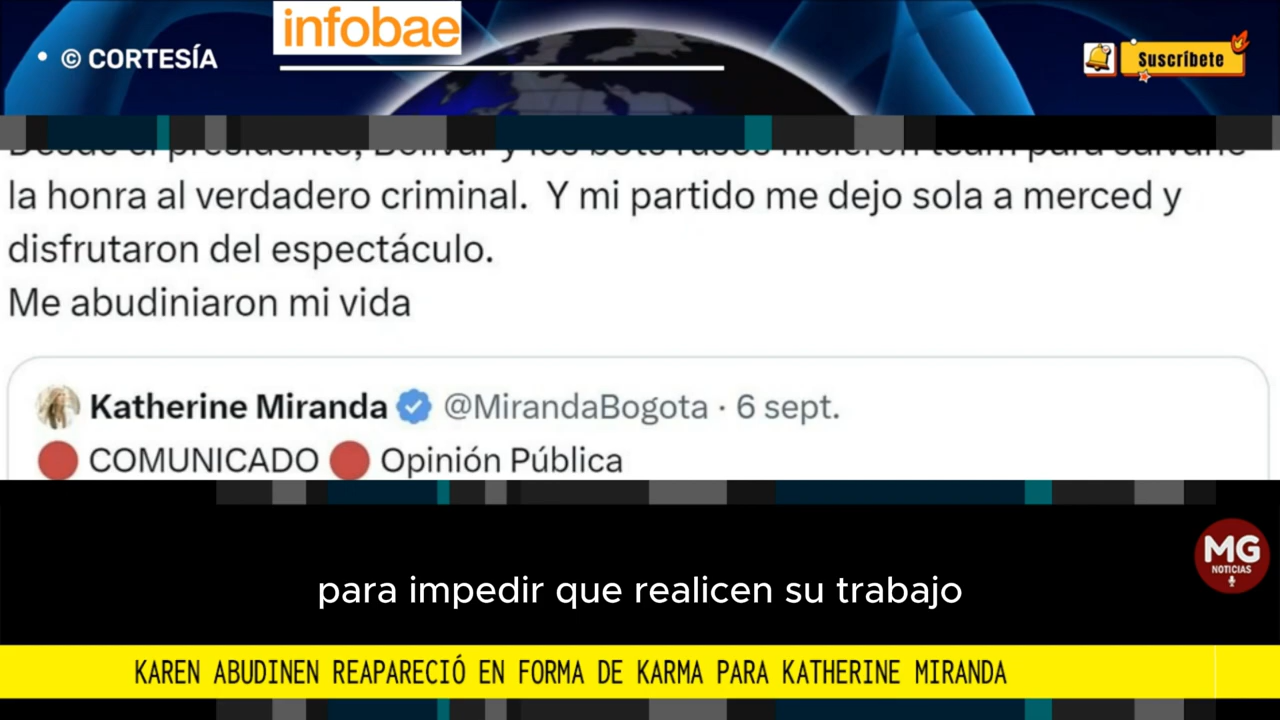 infobae
• © CORTESÍA
Suscríbete
la honra al verdadero criminal. Y mi partido me dejo sola a merced y
disfrutaron del espectáculo.
Me abudiniaron mi vida
Katherine Miranda @MirandaBogota · 6 sept.
COMUNICADO Opinión Pública
MG
NOTICIAS
para impedir que realicen su trabajo
KAREN ABUDINEN REAPARECIÓ EN FORMA DE KARMA PARA KATHERINE MIRANDA